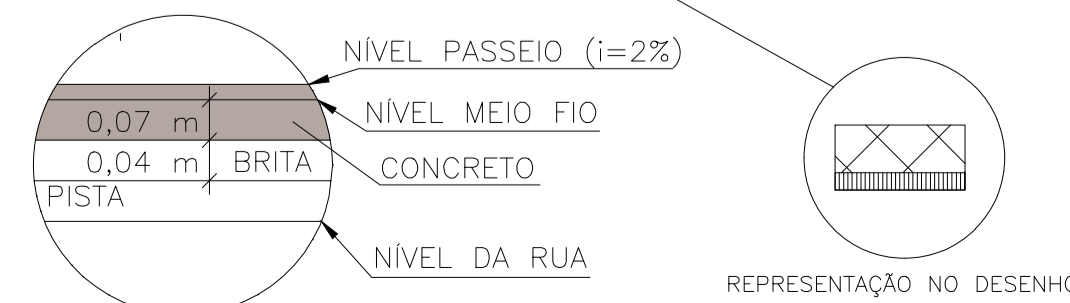 NÍVEL PASSEIO (i=2%)
NÍVEL MEIO FIO
0,07 m
CONCRETO
0,04 m BRITA
PISTA
NÍVEL DA RUA
REPRESENTAÇÃO NO DESENHO